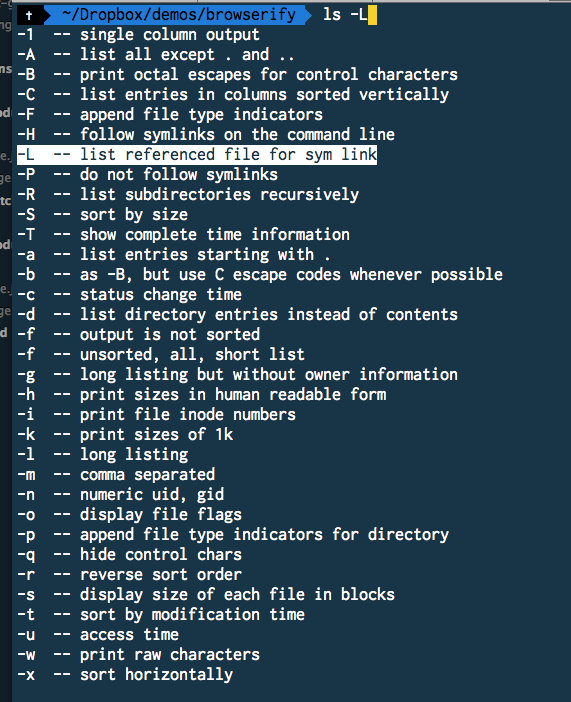 ~/Dropbox/demos/browserify ls -L
-1 -- single column output
-A -- list all except . and ..
-B -- print octal escapes for control characters
-C -- list entries in columns sorted vertically
-F -- append file type indicators
-H -- follow symlinks on the command line
-L -- list referenced file for sym link
-P -- do not follow symlinks
-R -- list subdirectories recursively
-S -- sort by size
-T -- show complete time information
-a -- list entries starting with .
-b -- as -B, but use C escape codes whenever possible
-c -- status change time
-d -- list directory entries instead of contents
-f -- output is not sorted
-f -- unsorted, all, short list
-g -- long listing but without owner information
-h -- print sizes in human readable form
-i -- print file inode numbers
-k -- print sizes of 1k
-l -- long listing
-m -- comma separated
-n -- numeric uid, gid
-o -- display file flags
-p -- append file type indicators for directory
-q -- hide control chars
-r -- reverse sort order
-s -- display size of each file in blocks
-t -- sort by modification time
-u -- access time
-w -- print raw characters
-x -- sort horizontally